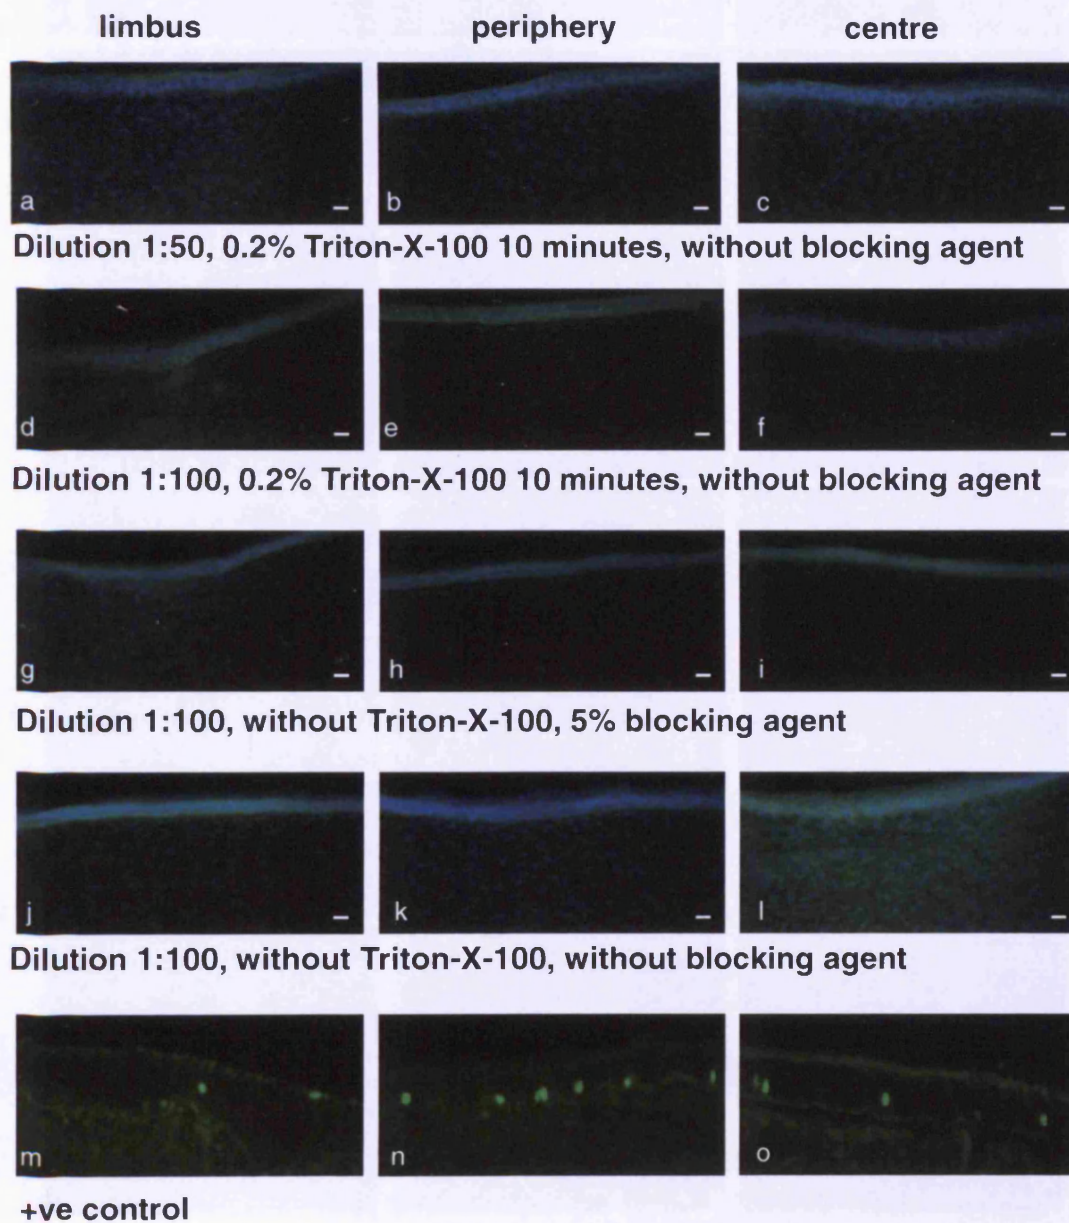 limbus periphery centre
a b c
Dilution 1:50, 0.2% Triton-X-100 10 minutes, without blocking agent
d e f
Dilution 1:100, 0.2% Triton-X-100 10 minutes, without blocking agent
g h i
Dilution 1:100, without Triton-X-100, 5% blocking agent
j k l
Dilution 1:100, without Triton-X-100, without blocking agent
m n o
+ve control